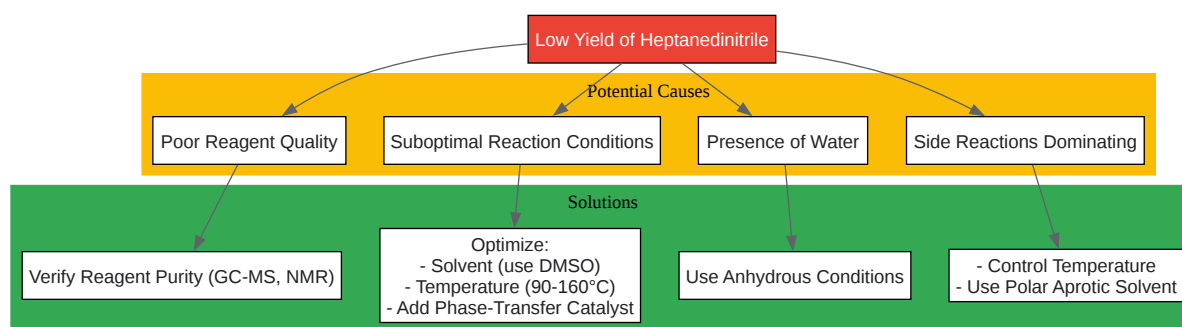 Low Yield of Heptanedinitrile
Potential Causes
Poor Reagent Quality
Suboptimal Reaction Conditions
Presence of Water
Side Reactions Dominating
Solutions
Verify Reagent Purity (GC-MS, NMR)
Optimize:
- Solvent (use DMSO)
- Temperature (90-160°C)
- Add Phase-Transfer Catalyst
Use Anhydrous Conditions
- Control Temperature
- Use Polar Aprotic Solvent